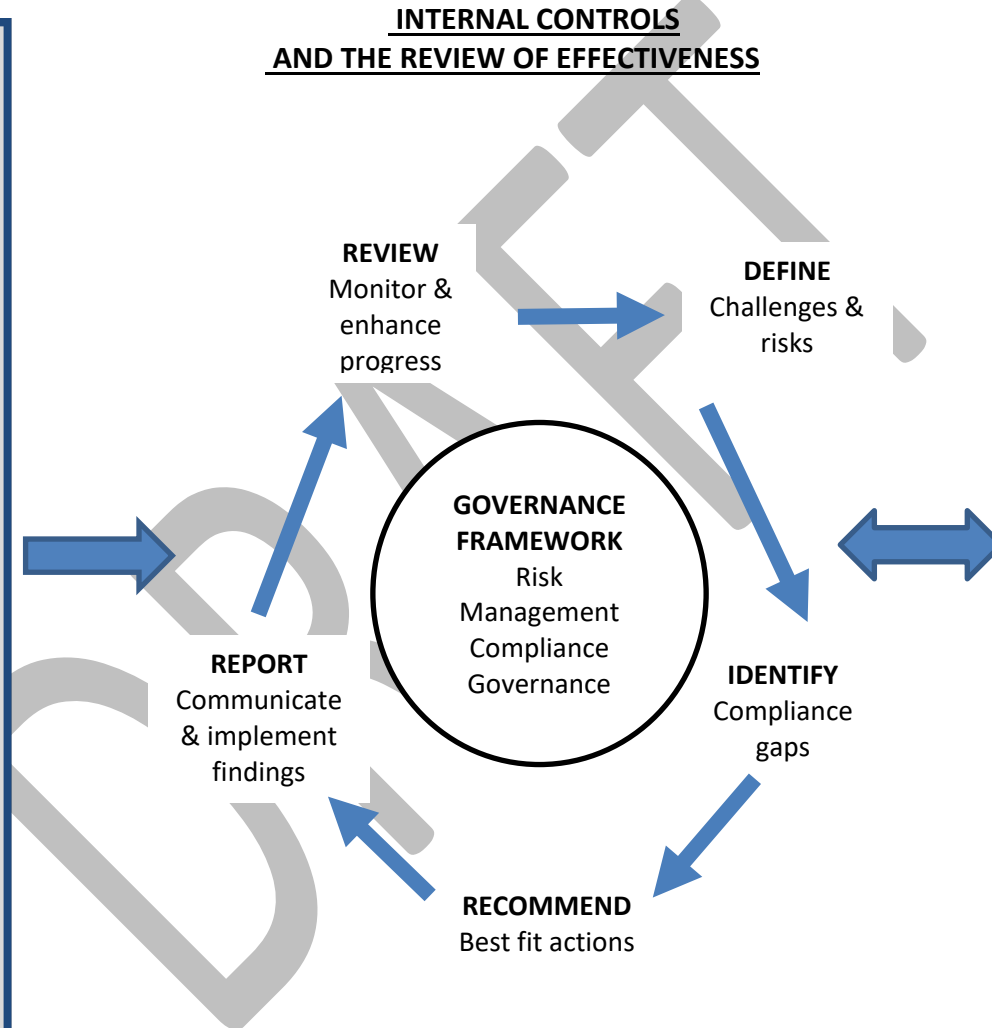 INTERNAL CONTROLS
AND THE REVIEW OF EFFECTIVENESS
REVIEW
Monitor &
enhance
progress
DEFINE
Challenges &
risks
GOVERNANCE
FRAMEWORK
Risk
Management
Compliance
Governance
REPORT
Communicate
& implement
findings
IDENTIFY
Compliance
gaps
RECOMMEND
Best fit actions
DRAFT